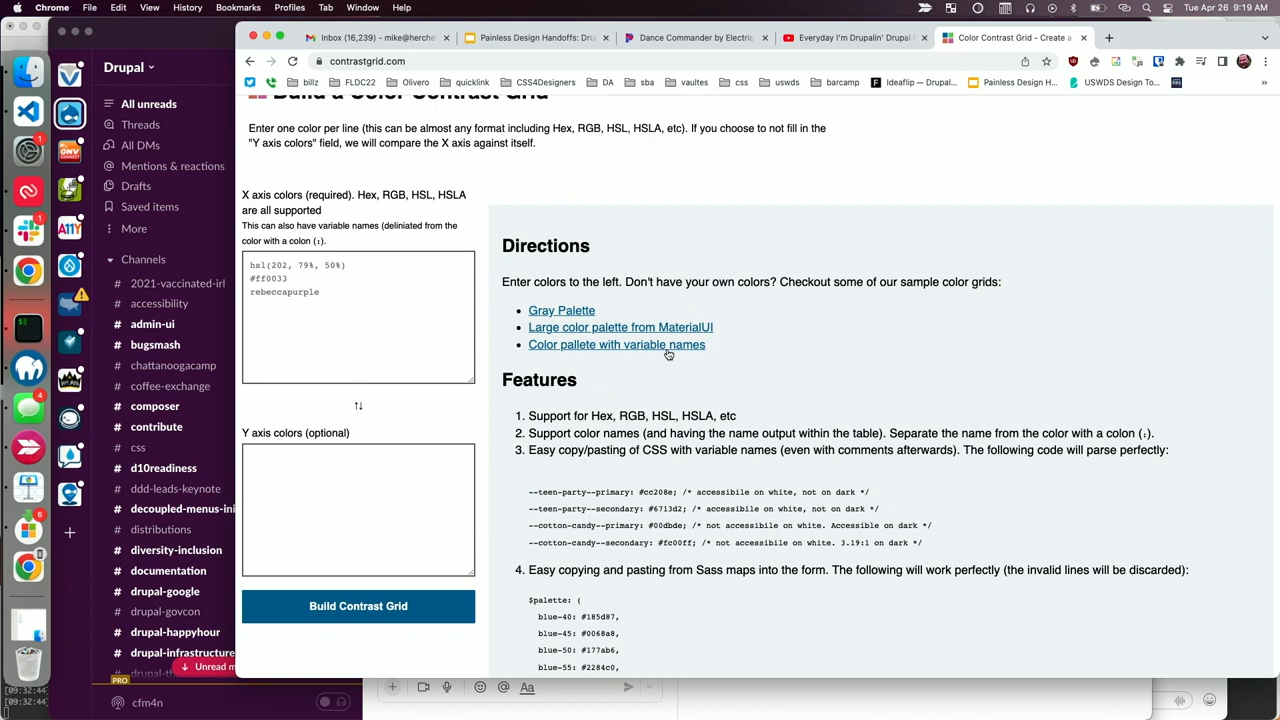 Chrome File Edit View History Bookmarks Profiles Tab Window Help
Tue Apr 26 9:19 AM
Inbox (16,239) - mike@herchel
Painless Design Handoffs: Dru
Dance Commander by Electric
Everyday I'm Drupalin' Drupal
Color Contrast Grid - Create a
contrastgrid.com
billz
FLDC22
Olivero
quicklink
CSS4Designers
DA
sba
vaultes
css
uswds
barcamp
Ideaflip – Drupal...
Painless Design H...
USWDS Design To...
Drupal
All unreads
Threads
All DMs
Mentions & reactions
Drafts
Saved items
More
Channels
# 2021-vaccinated-irl
# accessibility
# admin-ui
# bugsmash
# chattanoogacamp
# coffee-exchange
# composer
# contribute
# css
# d10readiness
# ddd-leads-keynote
# decoupled-menus-ini
# distributions
# diversity-inclusion
# documentation
# drupal-google
# drupal-govcon
# drupal-happyhour
# drupal-infrastructure
Unread m
PRO
cfm4n
[09:32:44]
[09:32:44]
Build a Color Contrast Grid
Enter one color per line (this can be almost any format including Hex, RGB, HSL, HSLA, etc). If you choose to not fill in the
"Y axis colors" field, we will compare the X axis against itself.
X axis colors (required). Hex, RGB, HSL, HSLA
are all supported
This can also have variable names (deliniated from the
color with a colon (:).
hsl(202, 79%, 50%)
#ff0033
rebeccapurple
↑↓
Y axis colors (optional)
Build Contrast Grid
Directions
Enter colors to the left. Don't have your own colors? Checkout some of our sample color grids:
• Gray Palette
• Large color palette from MaterialUI
• Color pallete with variable names
Features
1. Support for Hex, RGB, HSL, HSLA, etc
2. Support color names (and having the name output within the table). Separate the name from the color with a colon (:).
3. Easy copy/pasting of CSS with variable names (even with comments afterwards). The following code will parse perfectly:
--teen-party--primary: #cc208e; /* accessibile on white, not on dark */
--teen-party--secondary: #6713d2; /* accessibile on white, not on dark */
--cotton-candy--primary: #00dbde; /* not accessibile on white. Accessible on dark */
--cotton-candy--secondary: #fc00ff; /* not accessibile on white. 3.19:1 on dark */
4. Easy copying and pasting from Sass maps into the form. The following will work perfectly (the invalid lines will be discarded):
$palette: (
blue-40: #185d87,
blue-45: #0068a8,
blue-50: #177ab6,
blue-55: #2284c0,
Aa